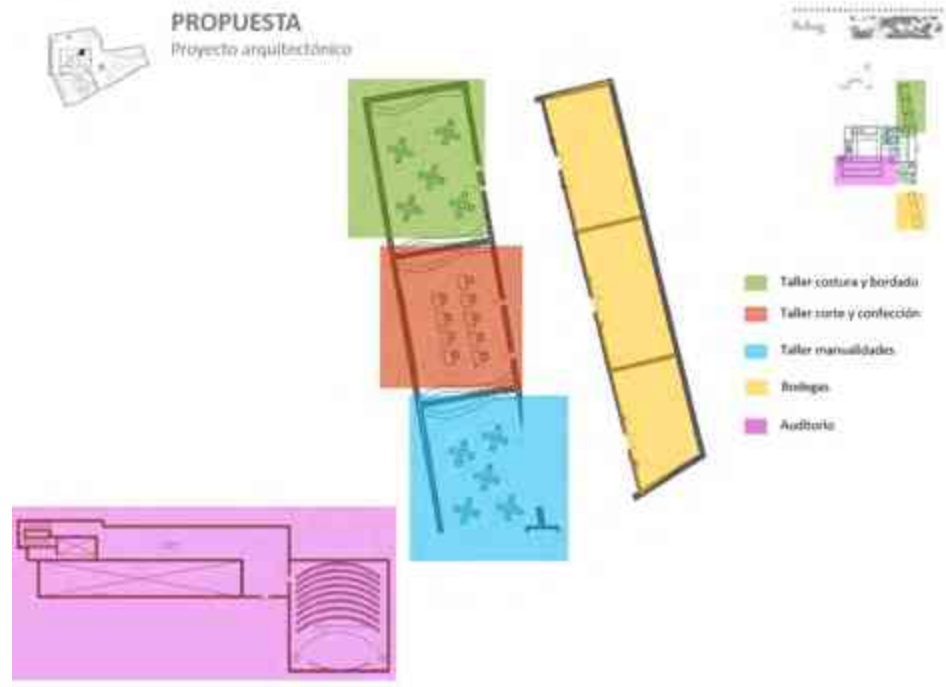 PROPUESTA
Proyecto arquitectónico
Taller costura y bordado
Taller corte y confección
Taller manualidades
Bodegas
Auditorio